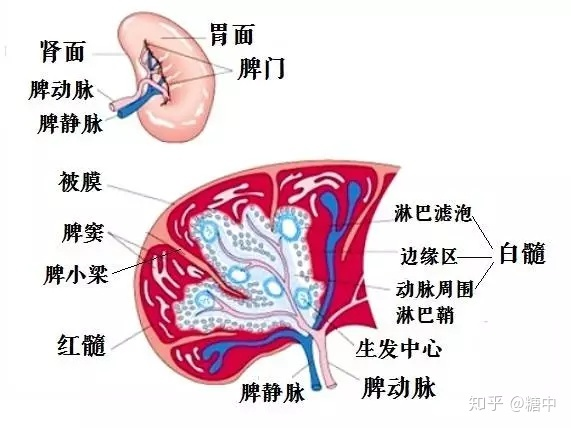 胃面
肾面
脾门
脾动脉
脾静脉
被膜
脾窦
脾小梁
红髓
淋巴滤泡
边缘区
白髓
动脉周围
淋巴鞘
生发中心
脾静脉
脾动脉
知乎 @糖中